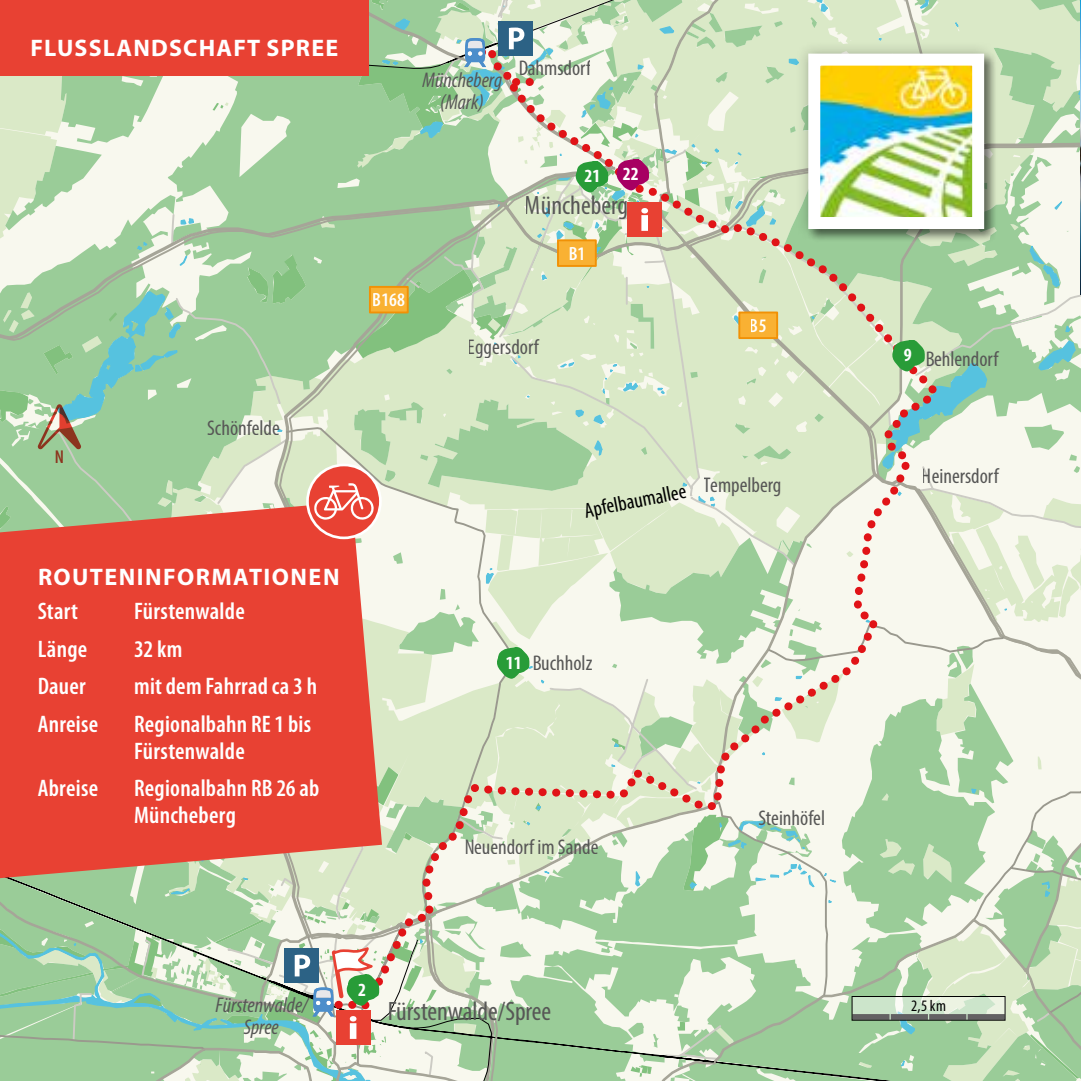 FLUSSLANDSCHAFT SPREE
P
Dahmsdorf
Müncheberg
(Mark)
21
22
Müncheberg
i
B1
B168
B5
Eggersdorf
9
Behlendorf
Schönfelde
N
Heinersdorf
Tempelberg
Apfelbaumallee
ROUTENINFORMATIONEN
Start Fürstenwalde
Länge 32 km
Dauer mit dem Fahrrad ca 3 h
Anreise Regionalbahn RE 1 bis
Fürstenwalde
Abreise Regionalbahn RB 26 ab
Müncheberg
11
Buchholz
Steinhöfel
Neuendorf im Sande
P
2
Fürstenwalde/
Spree
Fürstenwalde/Spree
i
2,5 km